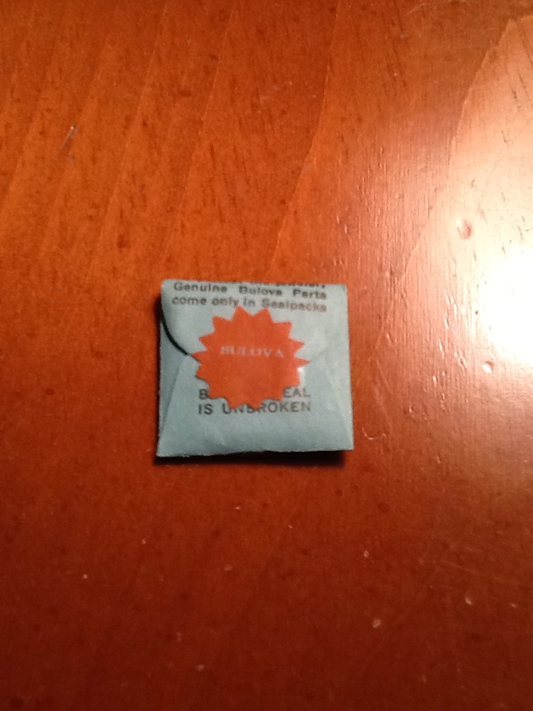 Genuine Bulova Parts
come only in Sealpacks
BULOVA
IS UNBROKEN